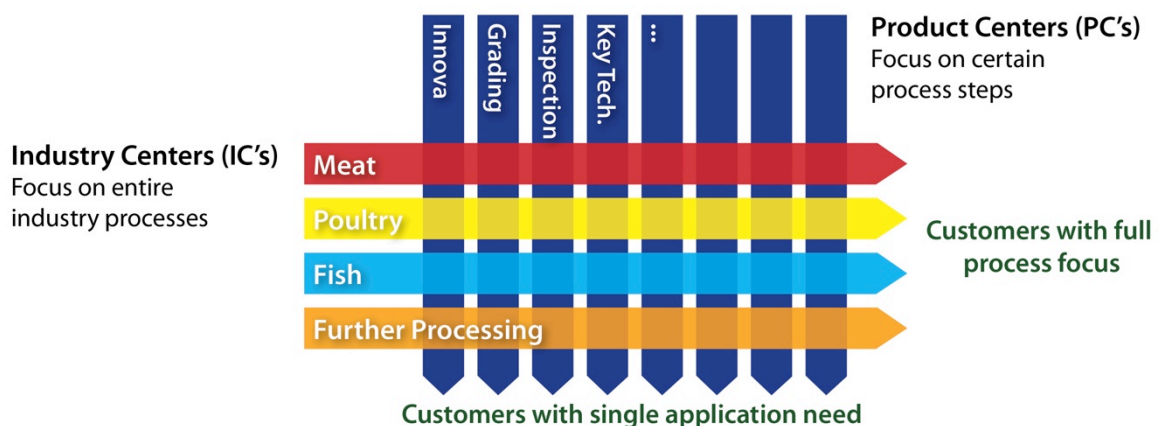 Innova
Grading
Inspection
Key Tech.
...
Product Centers (PC's)
Focus on certain
process steps
Industry Centers (IC's)
Focus on entire
industry processes
Meat
Poultry
Fish
Further Processing
Customers with full
process focus
Customers with single application need